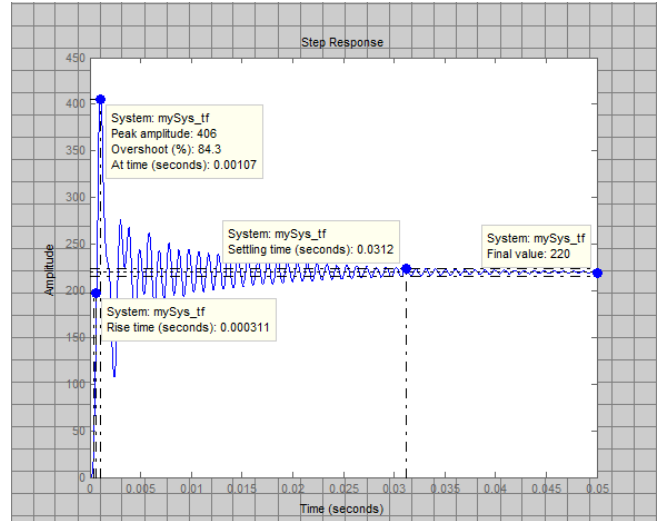 Step Response
450
400
350
300
250
200
150
100
50
0
Amplitude
System: mySys_tf
Peak amplitude: 406
Overshoot (%): 84.3
At time (seconds): 0.00107
System: mySys_tf
Settling time (seconds): 0.0312
System: mySys_tf
Final value: 220
System: mySys_tf
Rise time (seconds): 0.000311
0 0.005 0.01 0.015 0.02 0.025 0.03 0.035 0.04 0.045 0.05
Time (seconds)